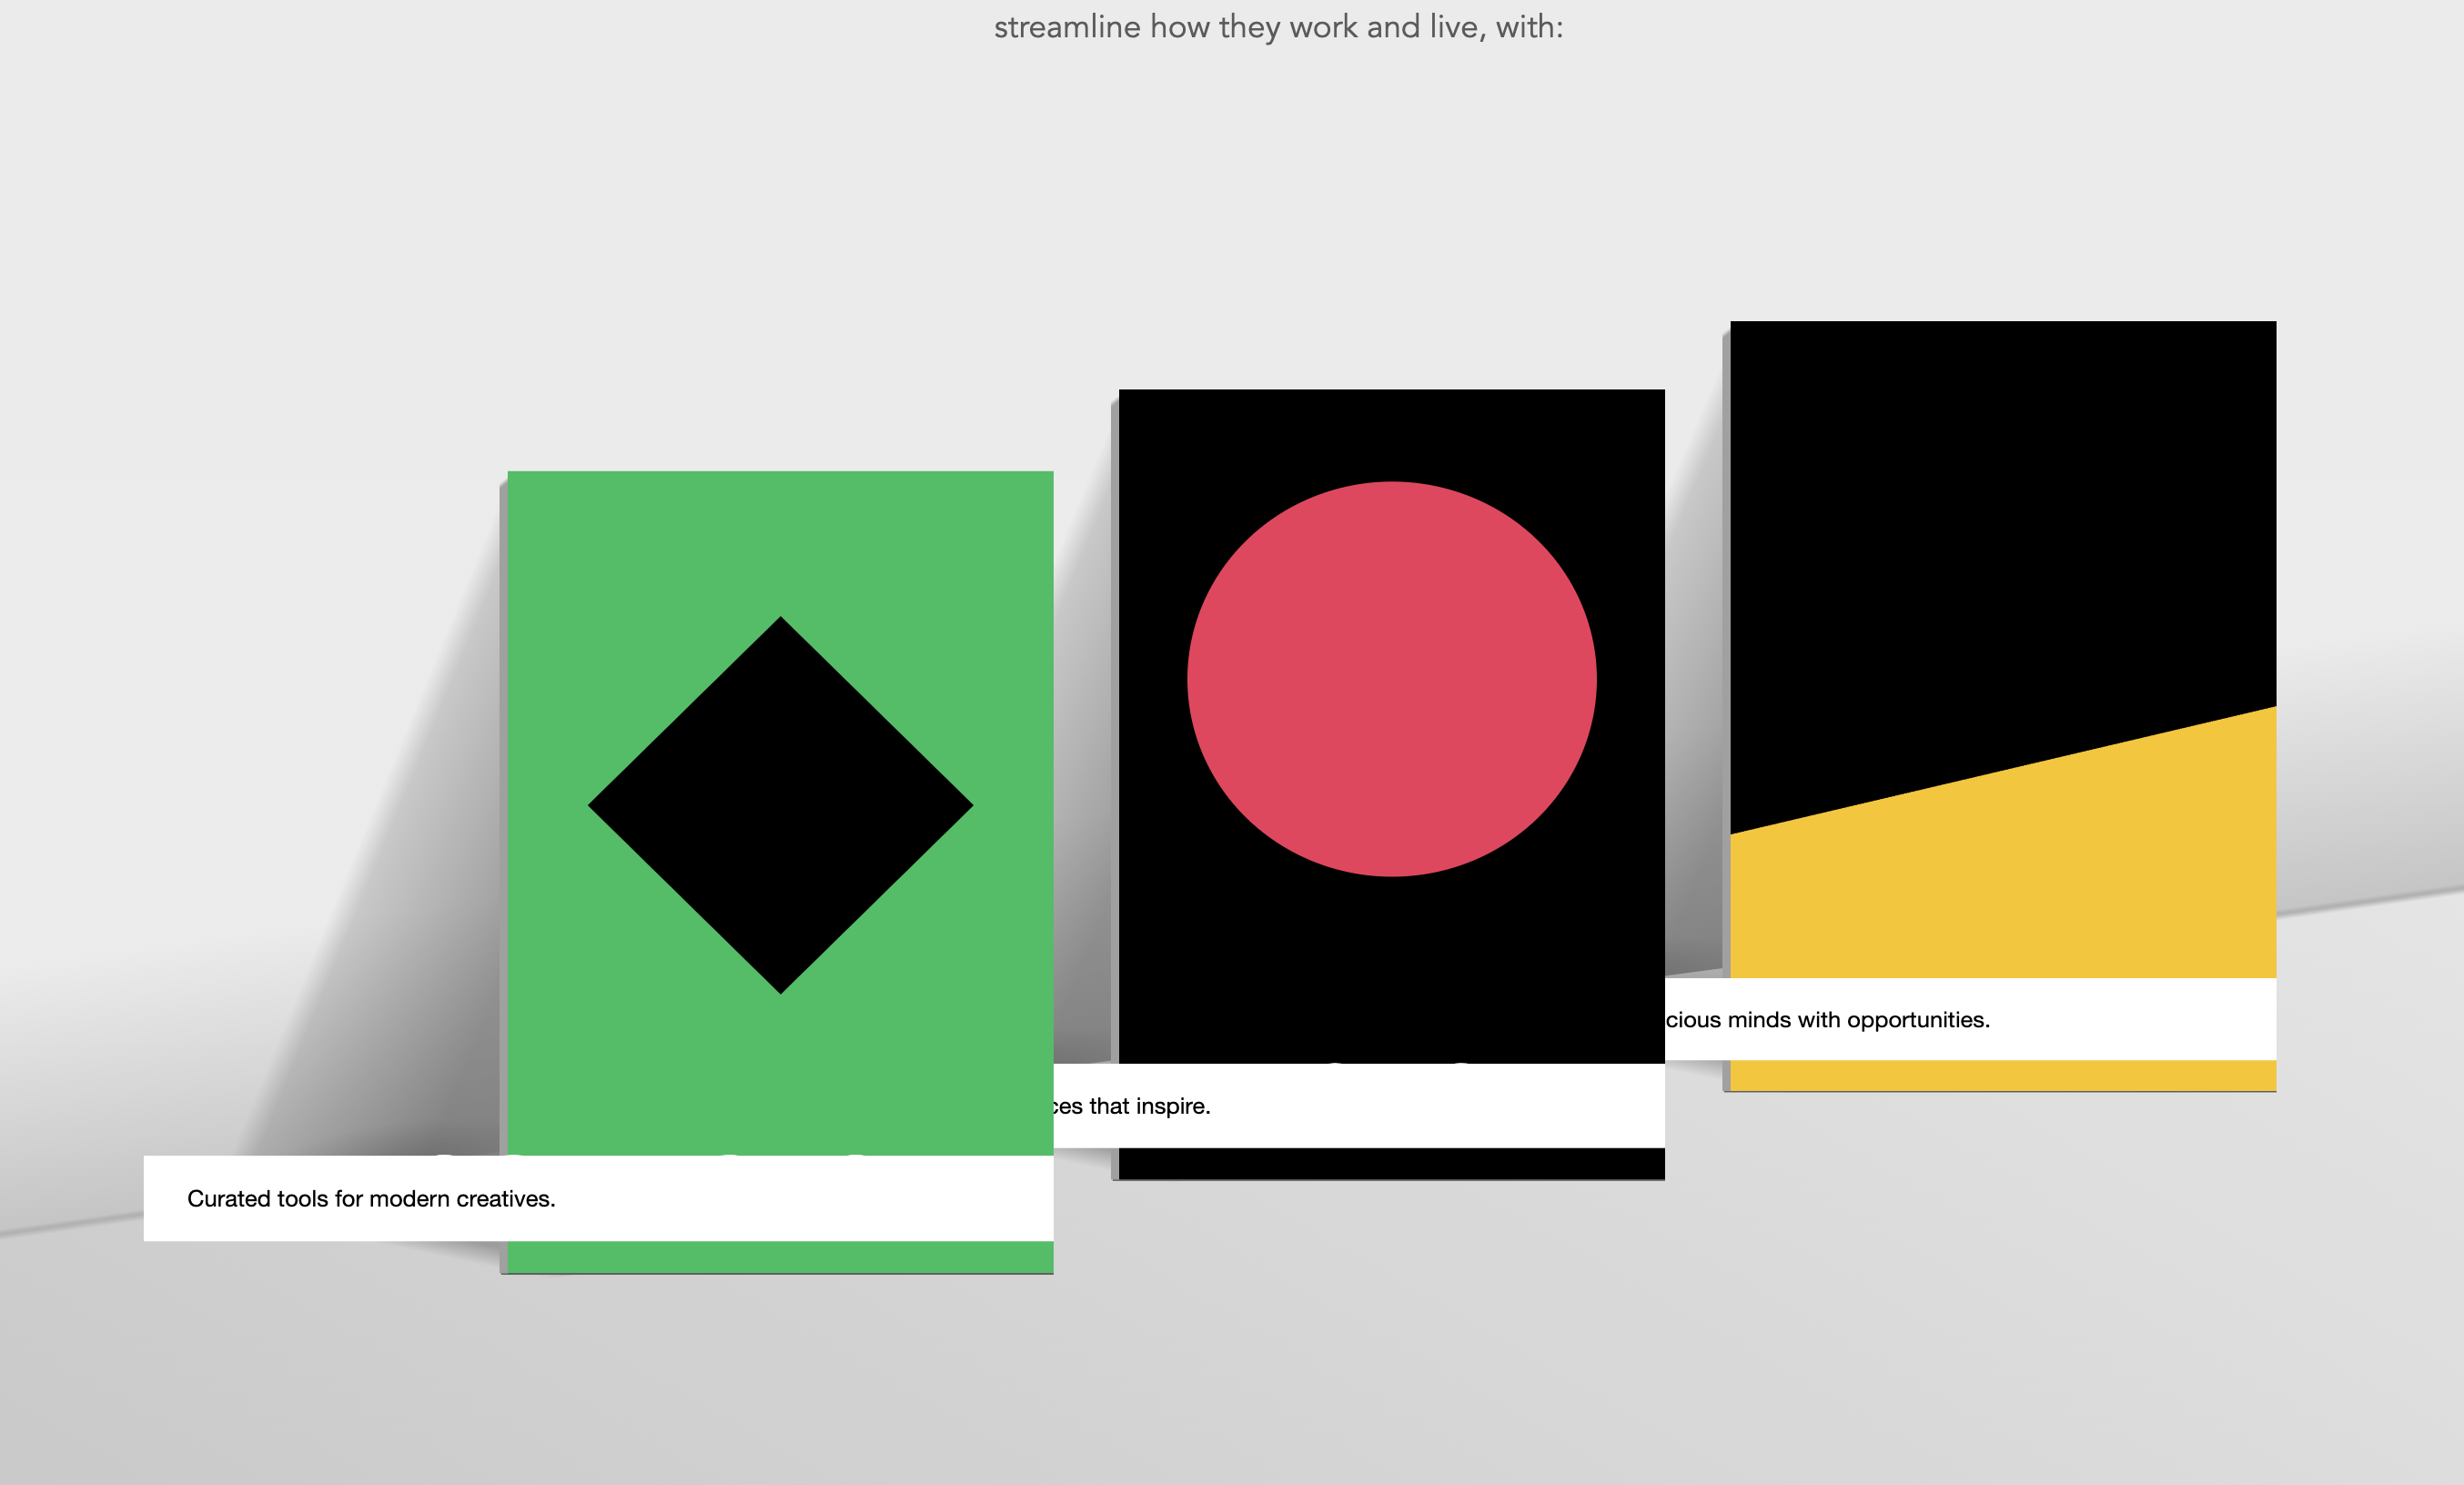 streamline how they work and live, with:
cious minds with opportunities.
ces that inspire.
Curated tools for modern creatives.